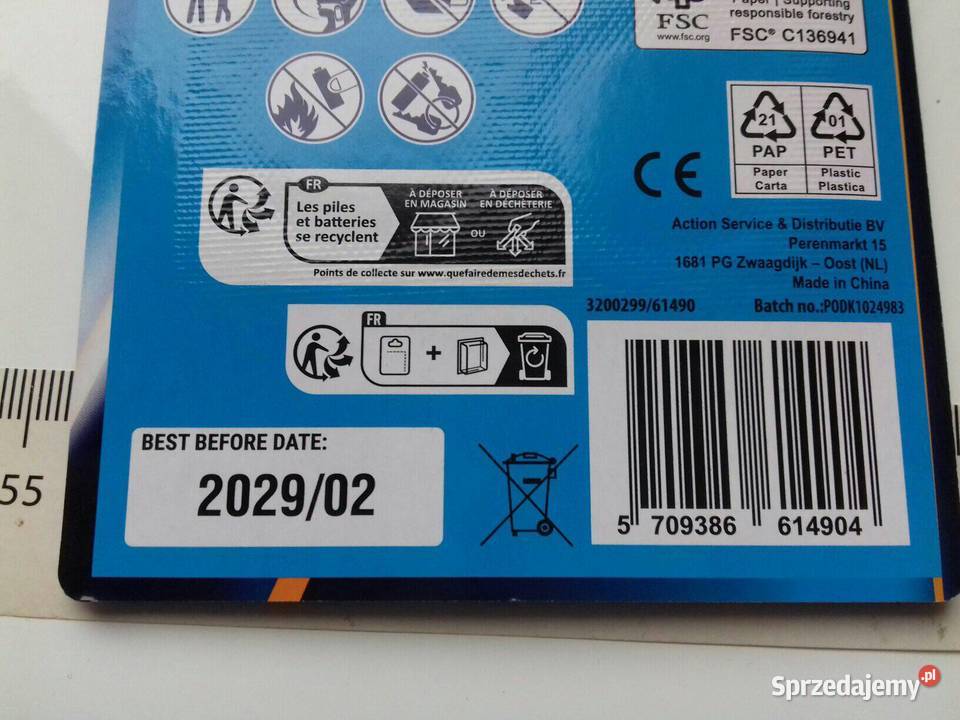 Paper | Supporting
responsible forestry
FSC
www.fsc.org
FSC® C136941
21
PAP
Paper
Carta
01
PET
Plastic
Plastica
CE
FR
Les piles
et batteries
se recyclent
À DÉPOSER
EN MAGASIN
OU
À DÉPOSER
EN DÉCHÈTERIE
Points de collecte sur www.quefairedemesdechets.fr
Action Service & Distributie BV
Perenmarkt 15
1681 PG Zwaagdijk – Oost (NL)
Made in China
3200299/61490
Batch no.:PODK1024983
FR
+
BEST BEFORE DATE:
2029/02
5 709386 614904
55
Sprzedajemy.pl